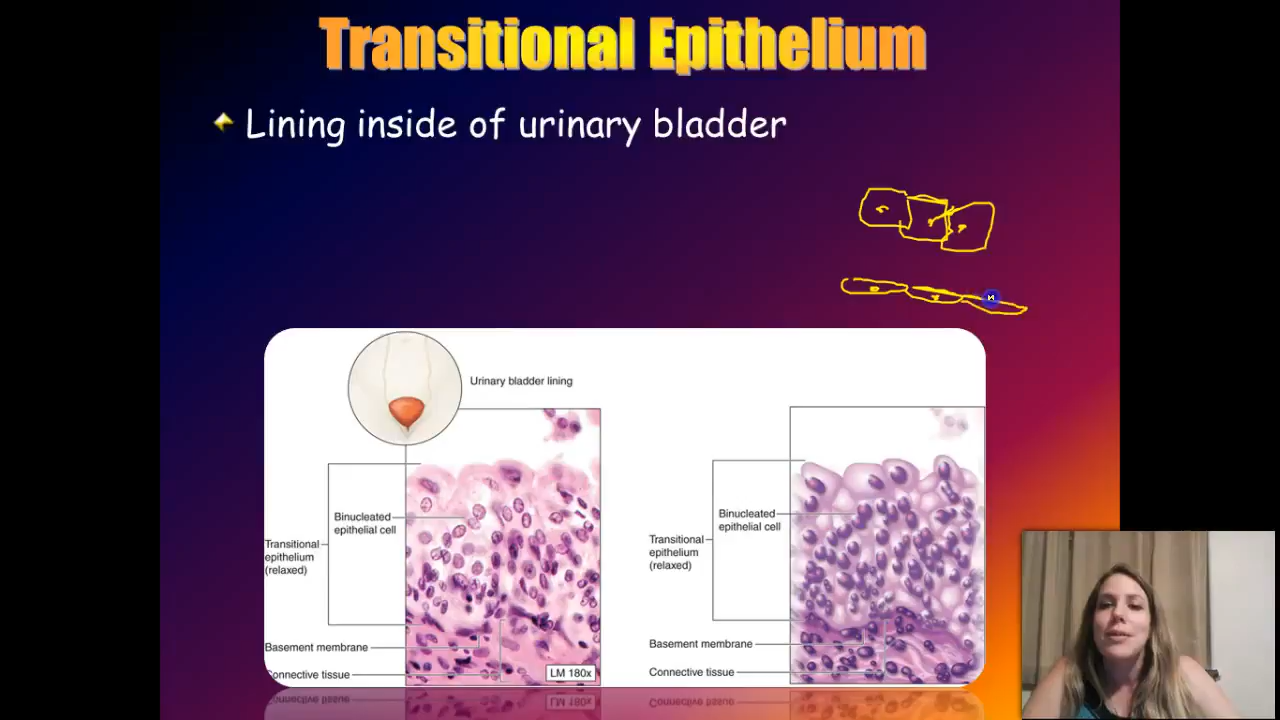 Transitional Epithelium
Lining inside of urinary bladder
Urinary bladder lining
Binucleated
epithelial cell
Transitional
epithelium
(relaxed)
Basement membrane
Connective tissue
LM 180x
Binucleated
epithelial cell
Transitional
epithelium
(relaxed)
Basement membrane
Connective tissue